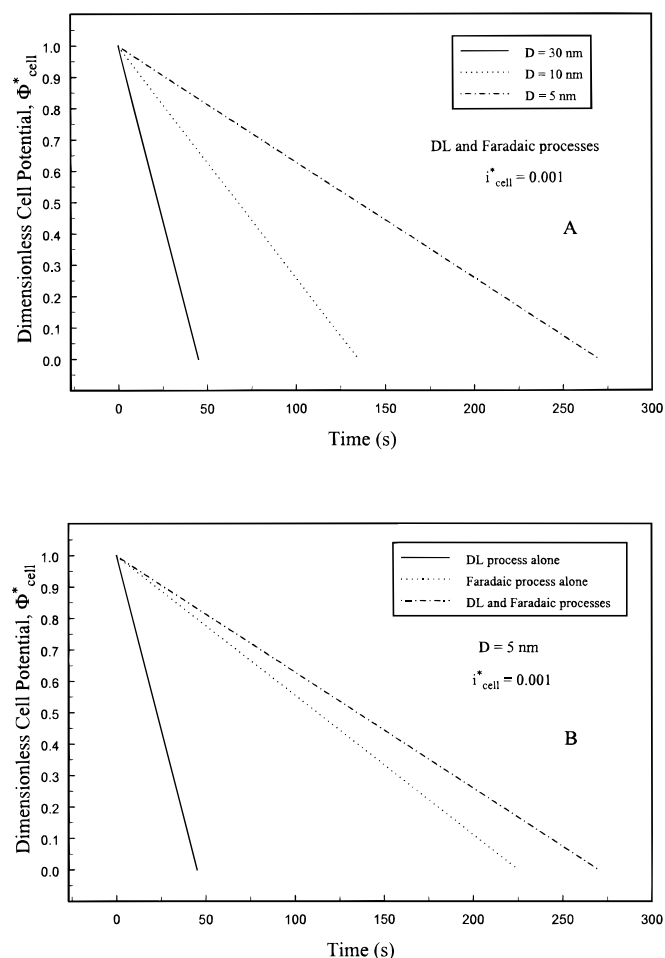 Dimensionless Cell Potential, Φ*cell
1.0
0.9
0.8
0.7
0.6
0.5
0.4
0.3
0.2
0.1
0.0
D = 30 nm
D = 10 nm
D = 5 nm
DL and Faradaic processes
i*cell = 0.001
A
0 50 100 150 200 250 300
Time (s)
Dimensionless Cell Potential, Φ*cell
1.0
0.9
0.8
0.7
0.6
0.5
0.4
0.3
0.2
0.1
0.0
DL process alone
Faradaic process alone
DL and Faradaic processes
D = 5 nm
i*cell = 0.001
B
0 50 100 150 200 250 300
Time (s)